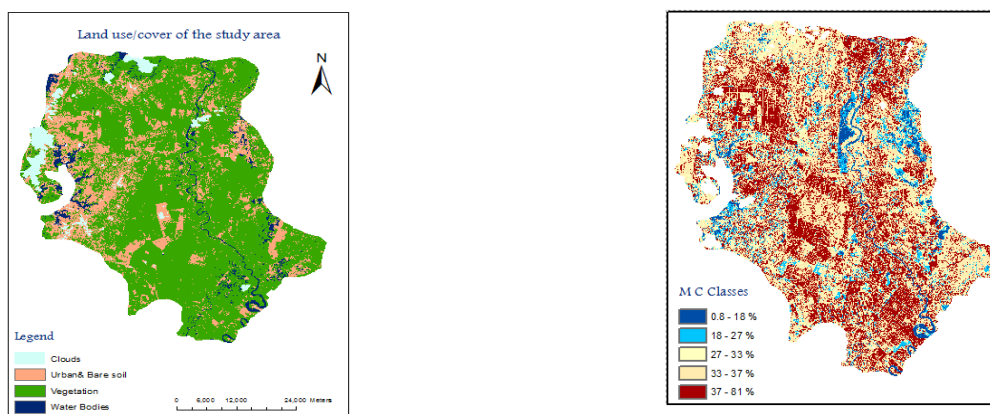 Land use/cover of the study area
N
Legend
Clouds
Urban& Bare soil
Vegetation
Water Bodies
0 6,000 12,000 24,000 Meters
M C Classes
0.8 - 18 %
18 - 27 %
27 - 33 %
33 - 37 %
37 - 81 %